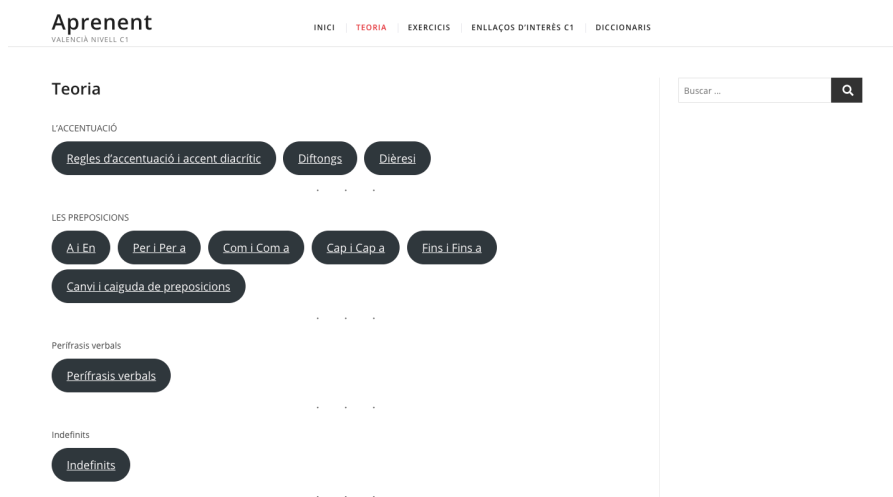 Aprenent
VALENCIÀ NIVELL C1
INICI TEORIA EXERCICIS ENLLAÇOS D'INTERÈS C1 DICCIONARIS
Teoria
Buscar ...
L'ACCENTUACIÓ
Regles d'accentuació i accent diacrític Diftongs Dièresi
. . .
LES PREPOSICIONS
A i En Per i Per a Com i Com a Cap i Cap a Fins i Fins a
Canvi i caiguda de preposicions
. . .
Perífrasis verbals
Perífrasis verbals
. . .
Indefinits
Indefinits
. . .